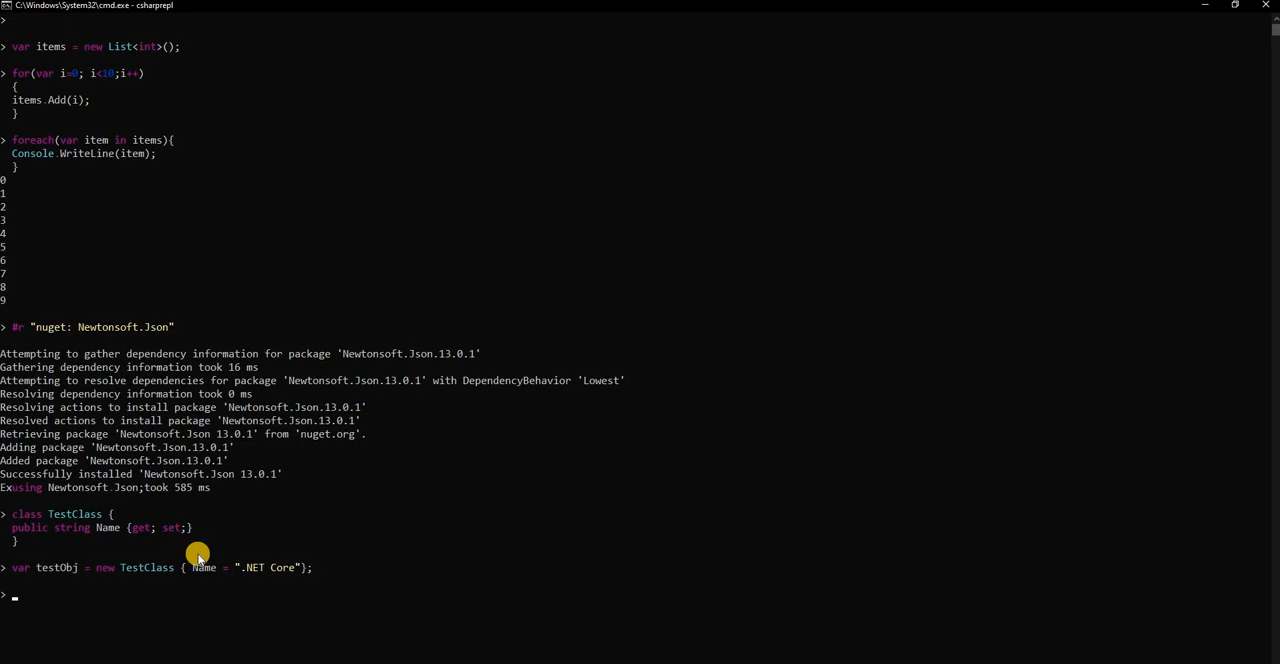 C:\Windows\System32\cmd.exe - csharprepl
>
> var items = new List<int>();
> for(var i=0; i<10;i++)
{
items.Add(i);
}
> foreach(var item in items){
Console.WriteLine(item);
}
0
1
2
3
4
5
6
7
8
9
> #r "nuget: Newtonsoft.Json"
Attempting to gather dependency information for package 'Newtonsoft.Json.13.0.1'
Gathering dependency information took 16 ms
Attempting to resolve dependencies for package 'Newtonsoft.Json.13.0.1' with DependencyBehavior 'Lowest'
Resolving dependency information took 0 ms
Resolving actions to install package 'Newtonsoft.Json.13.0.1'
Resolved actions to install package 'Newtonsoft.Json.13.0.1'
Retrieving package 'Newtonsoft.Json 13.0.1' from 'nuget.org'.
Adding package 'Newtonsoft.Json.13.0.1'
Added package 'Newtonsoft.Json.13.0.1'
Successfully installed 'Newtonsoft.Json 13.0.1'
Exusing Newtonsoft.Json;took 585 ms
> class TestClass {
public string Name {get; set;}
}
> var testObj = new TestClass { Name = ".NET Core"};
>